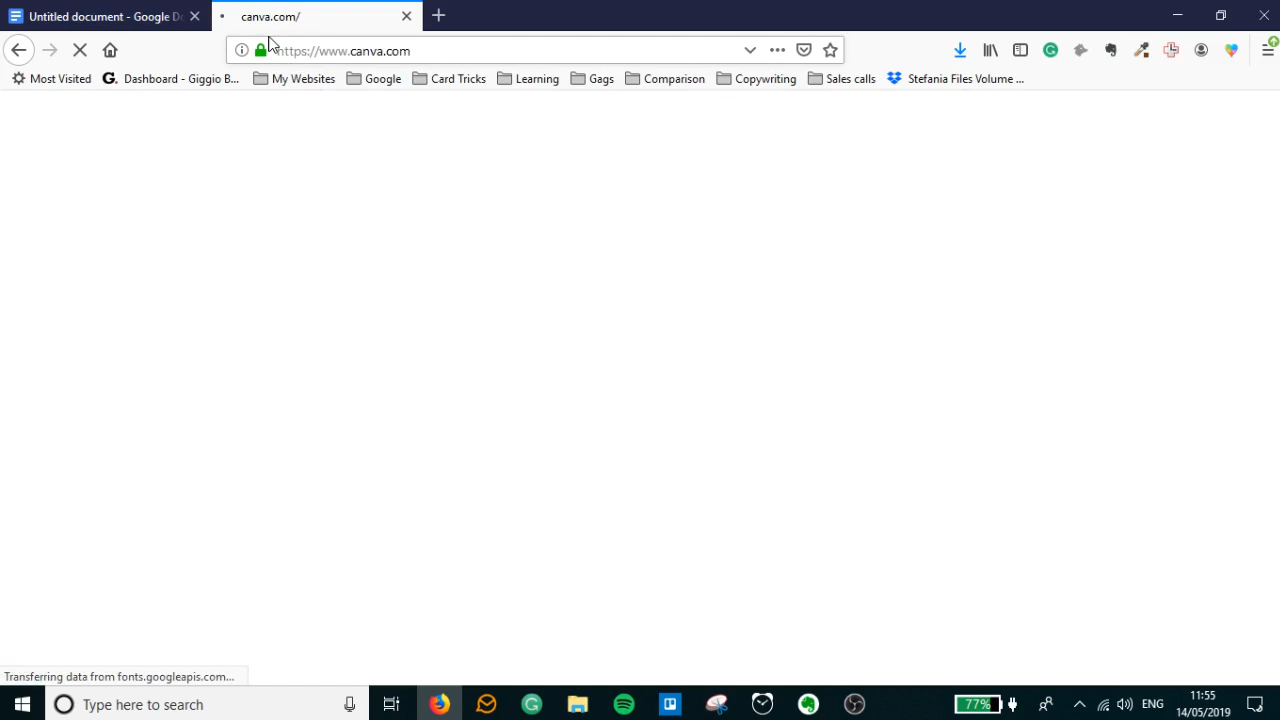 Untitled document - Google D
canva.com/
https://www.canva.com
Most Visited
G. Dashboard - Giggio B...
My Websites
Google
Card Tricks
Learning
Gags
Comparison
Copywriting
Sales calls
Stefania Files Volume ...
Transferring data from fonts.googleapis.com...
Type here to search
77%
ENG
11:55
14/05/2019